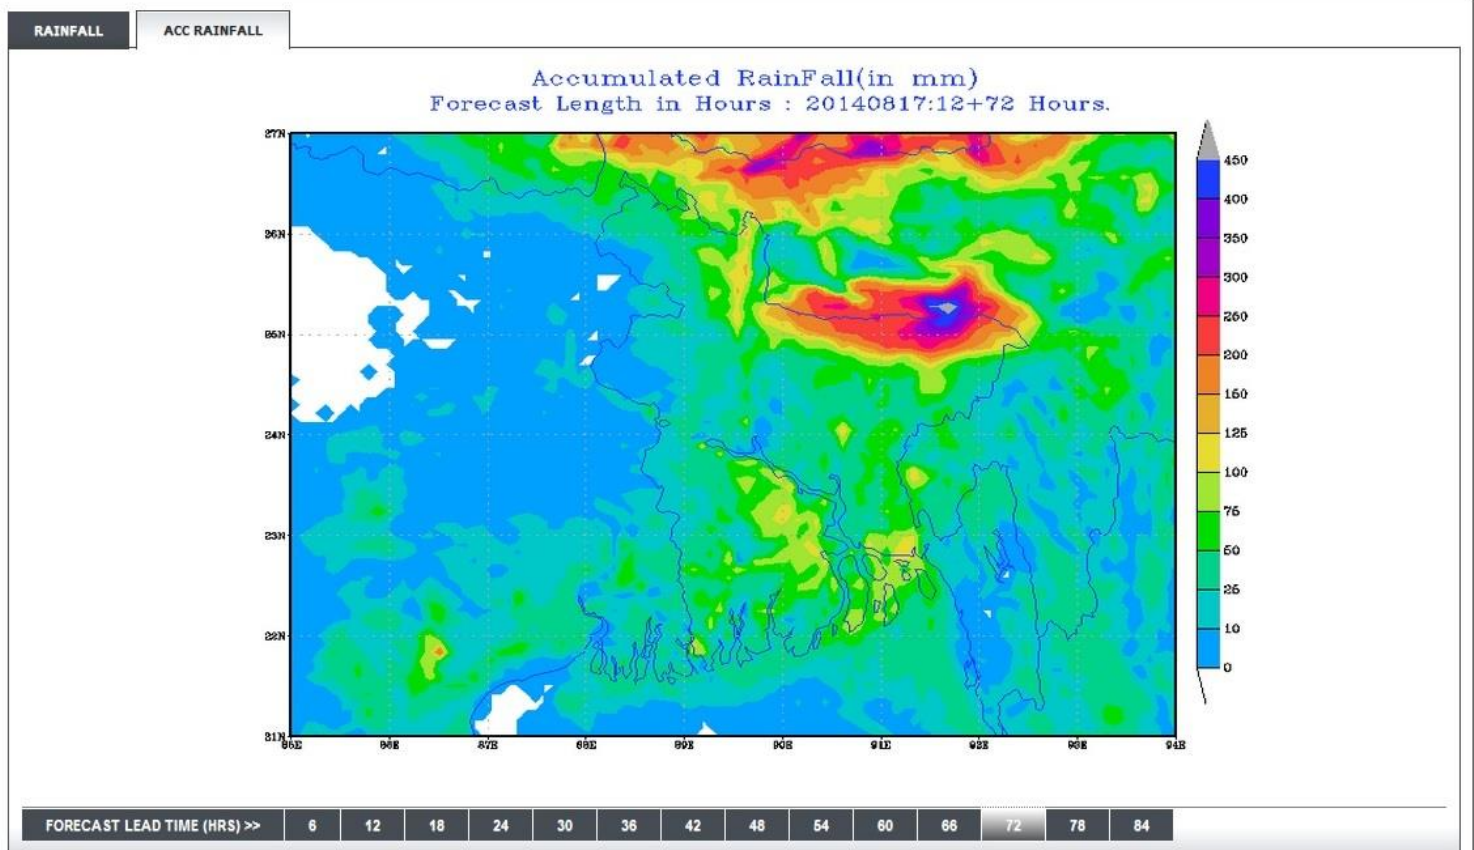 RAINFALL
ACC RAINFALL
Accumulated RainFall(in mm)
Forecast Length in Hours : 20140817:12+72 Hours.
27N
26N
25N
24N
23N
22N
21N
85E 86E 87E 88E 89E 90E 91E 92E 93E 94E
450
400
350
300
250
200
150
125
100
75
50
25
10
0
FORECAST LEAD TIME (HRS) >> 6 12 18 24 30 36 42 48 54 60 66 72 78 84